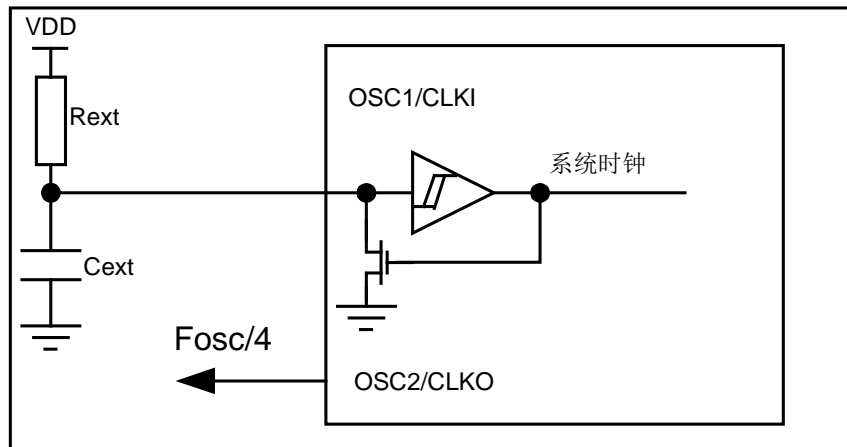 VDD
Rext
Cext
OSC1/CLKI
系统时钟
Fosc/4
OSC2/CLKO